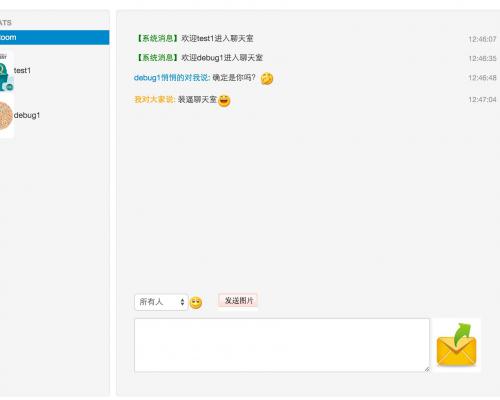 ATS
oom
test1
debug1
【系统消息】欢迎test1进入聊天室 12:46:07
【系统消息】欢迎debug1进入聊天室 12:46:35
debug1悄悄的对我说: 确定是你吗? 12:46:48
我对大家说: 装逼聊天室 12:47:04
所有人 发送图片